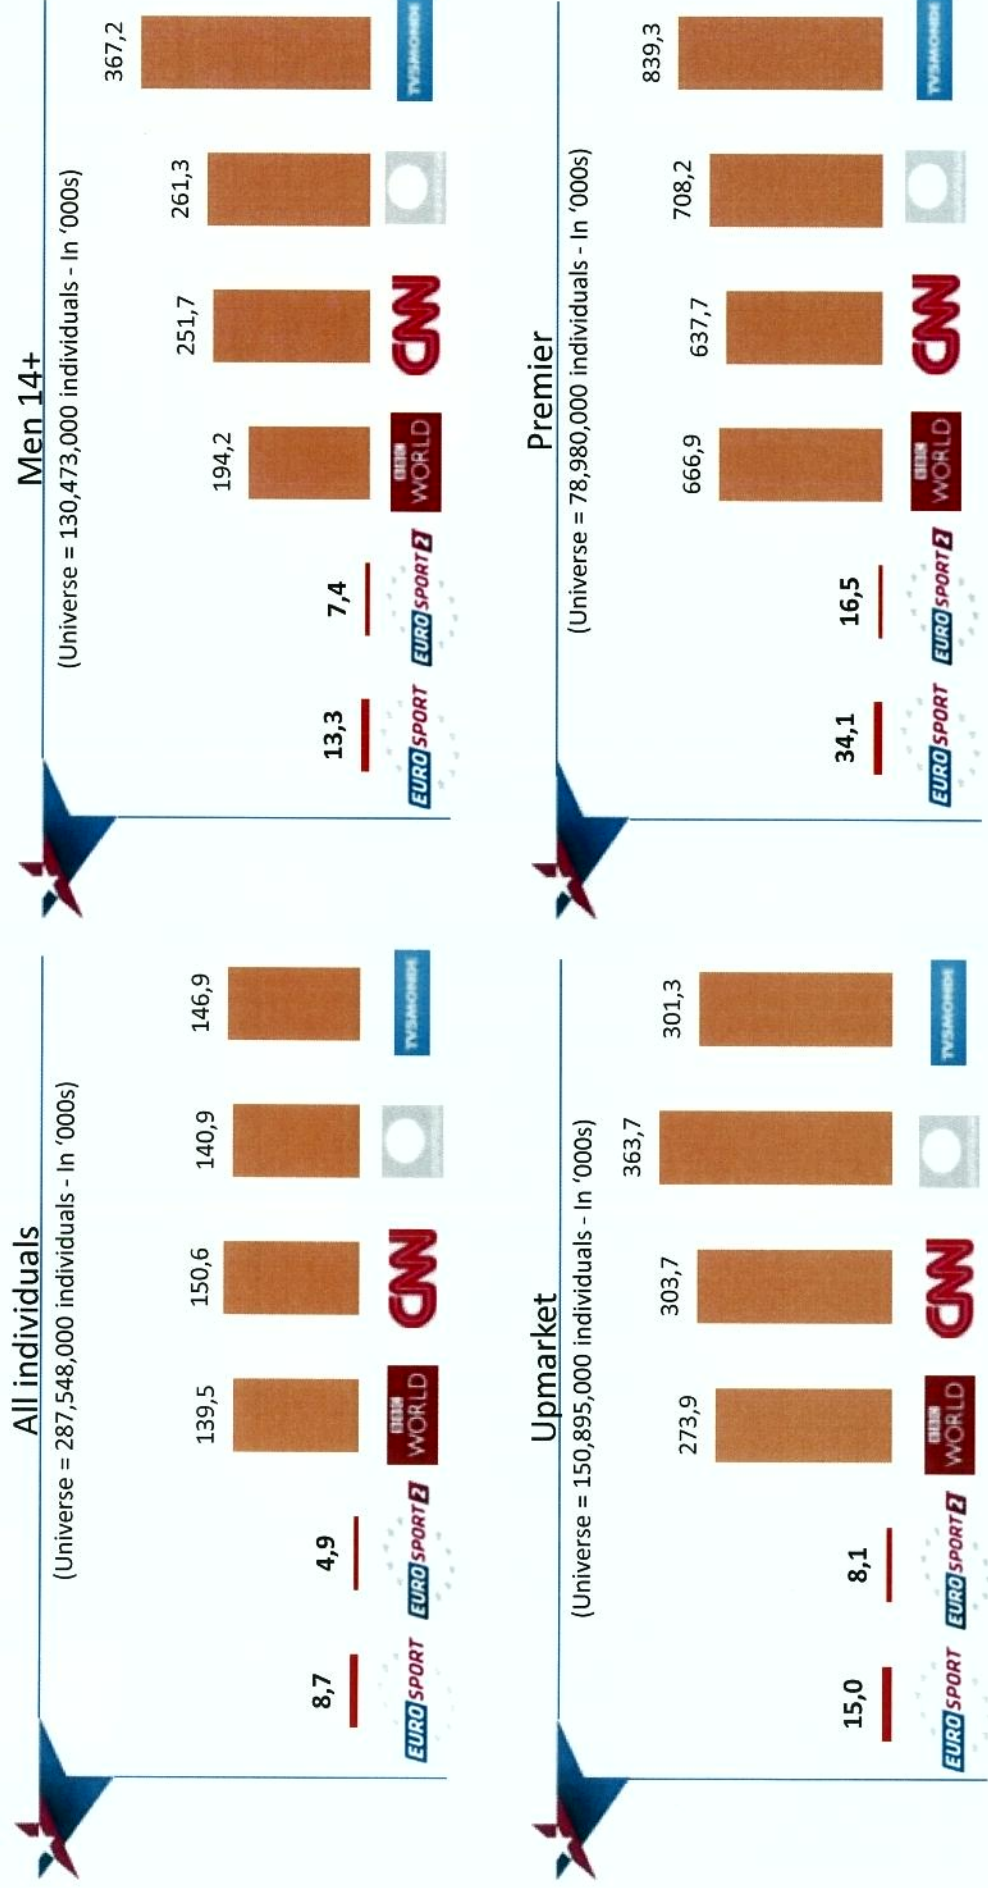 All individuals
(Universe = 287,548,000 individuals - In ‘000s)
8,7
4,9
139,5
150,6
140,9
146,9
EUROSPORT
EUROSPORT 2
BBC WORLD
CNN
TV5MONDE
Men 14+
(Universe = 130,473,000 individuals - In ‘000s)
13,3
7,4
194,2
251,7
261,3
367,2
EUROSPORT
EUROSPORT 2
BBC WORLD
CNN
TV5MONDE
Upmarket
(Universe = 150,895,000 individuals - In ‘000s)
15,0
8,1
273,9
303,7
363,7
301,3
EUROSPORT
EUROSPORT 2
BBC WORLD
CNN
TV5MONDE
Premier
(Universe = 78,980,000 individuals - In ‘000s)
34,1
16,5
666,9
637,7
708,2
839,3
EUROSPORT
EUROSPORT 2
BBC WORLD
CNN
TV5MONDE